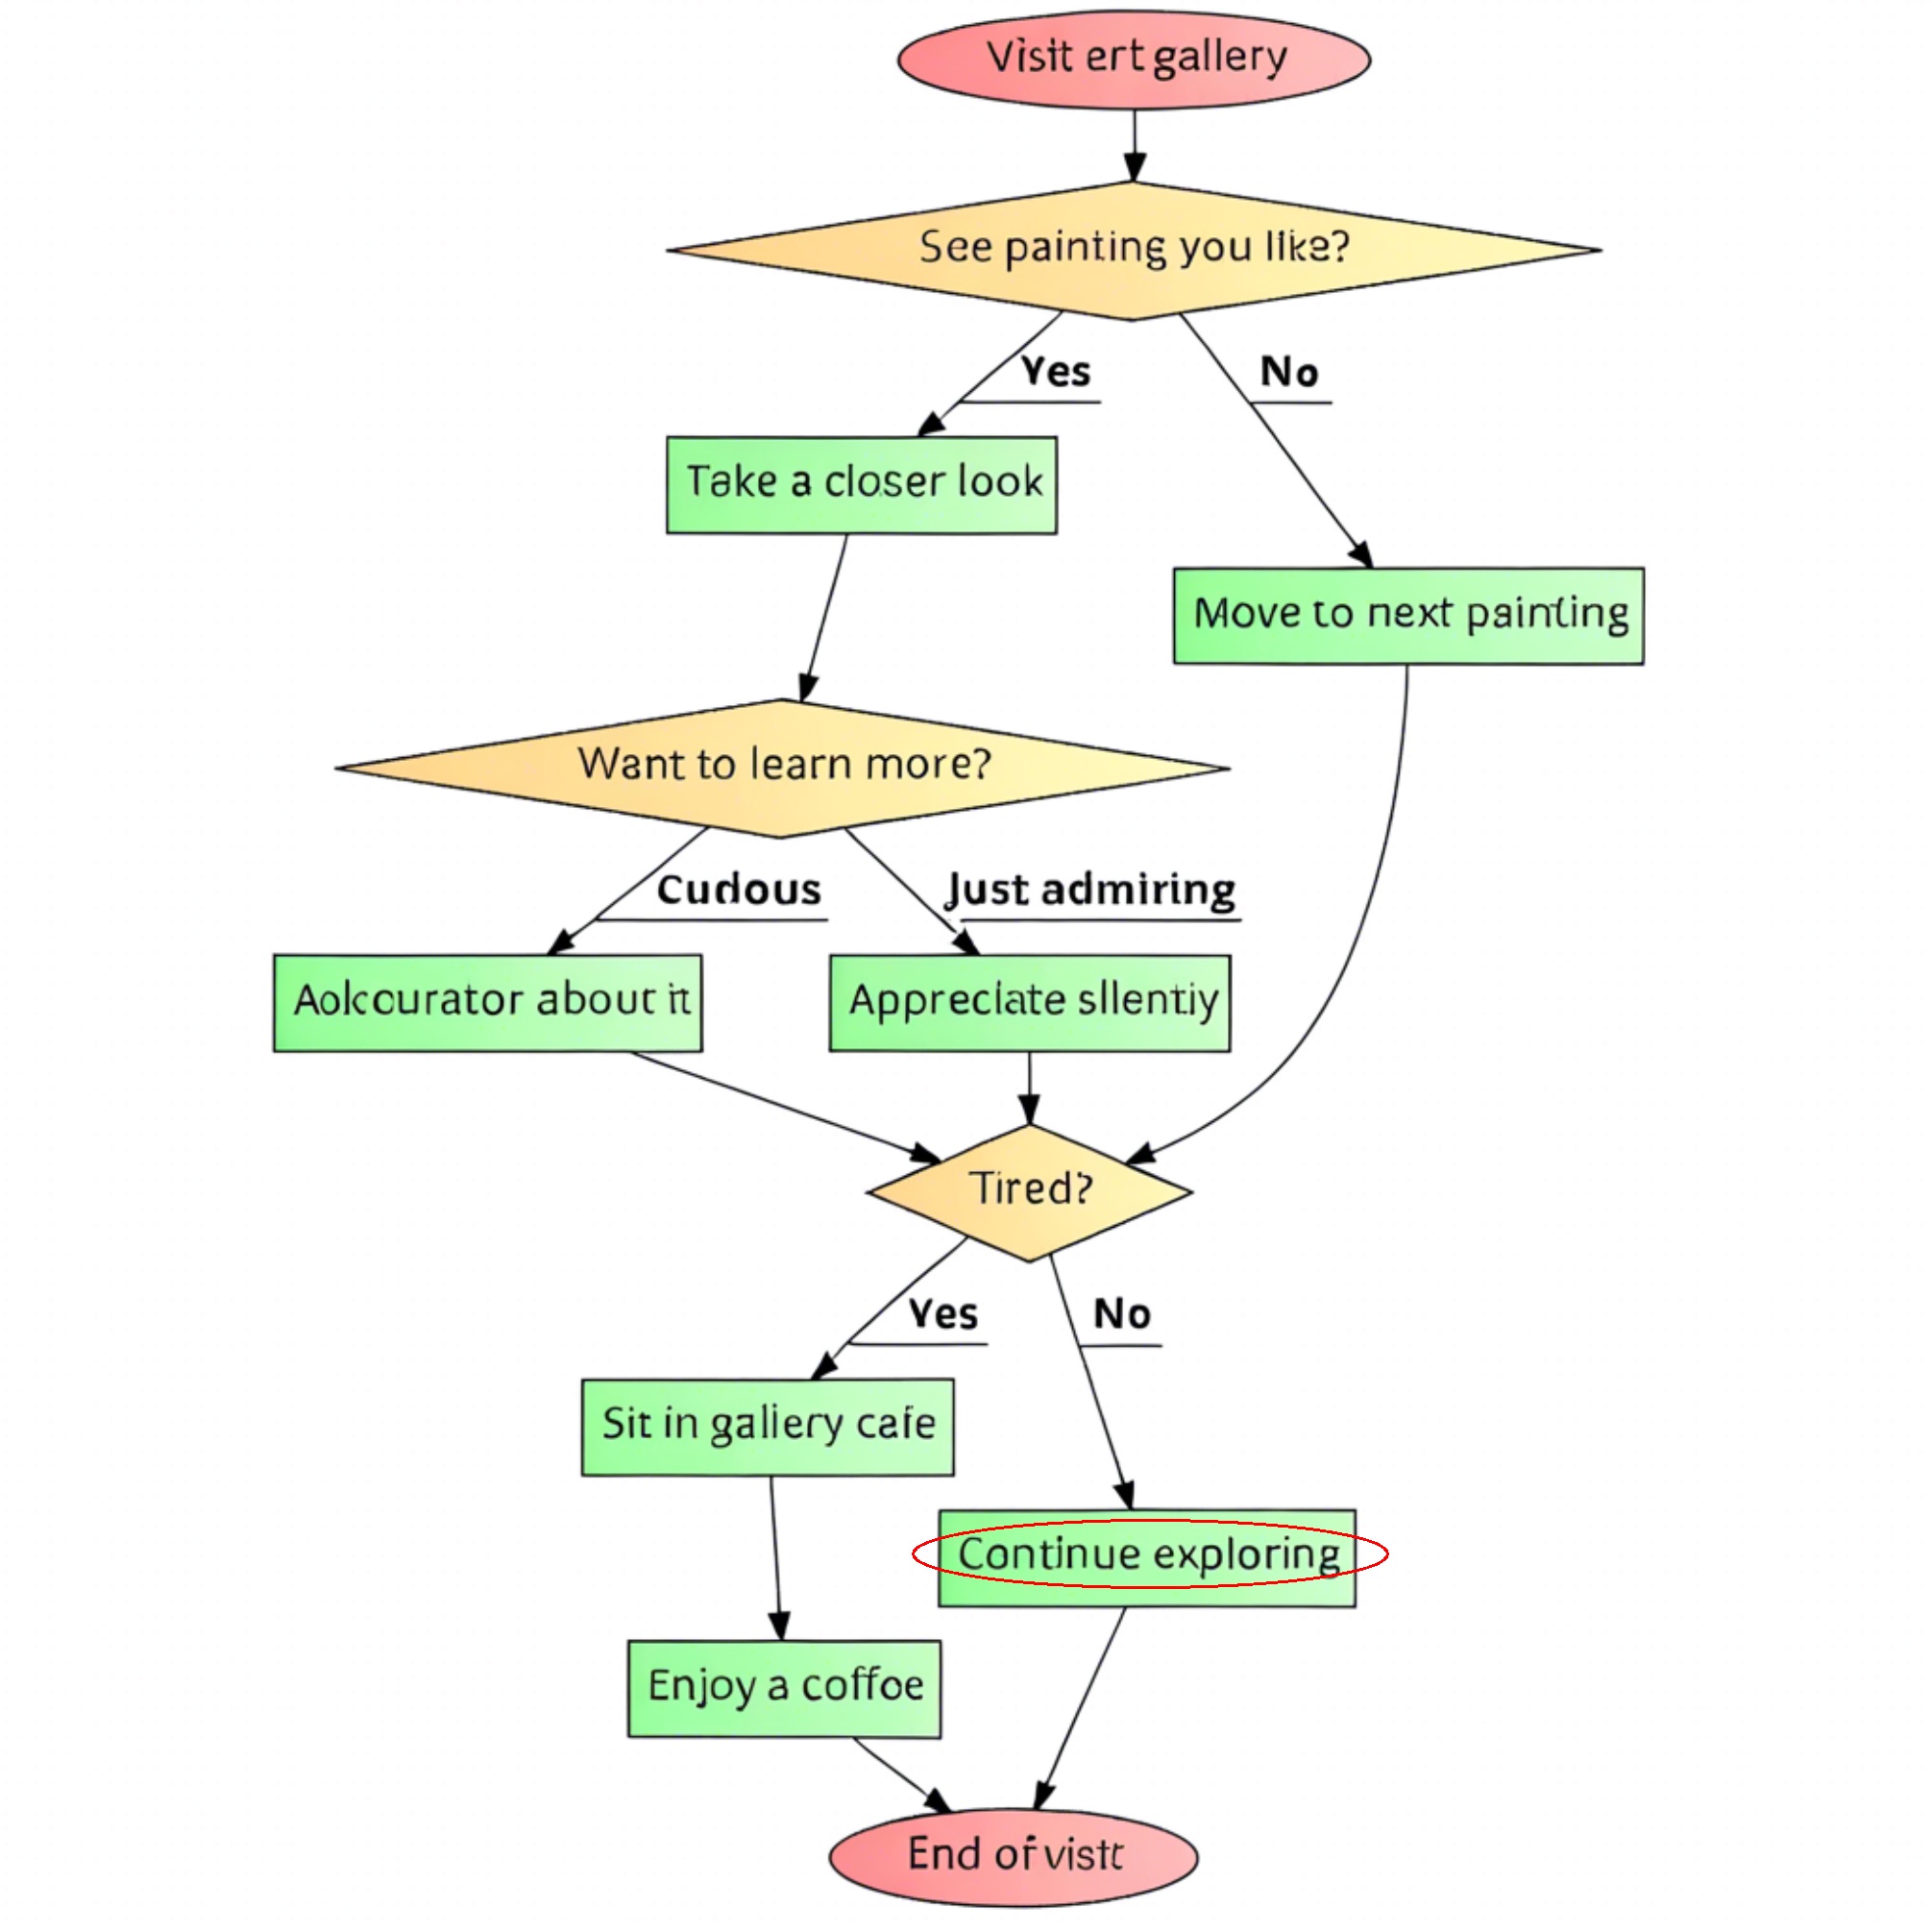 Visit ert gallery
See painting you like?
Yes
No
Take a closer look
Move to next painting
Want to learn more?
Cudous
Just admiring
Aokcourator about it
Appreciate sllentiy
Tired?
Yes
No
Sit in gallery cafe
Continue exploring
Enjoy a coffoe
End of vistt